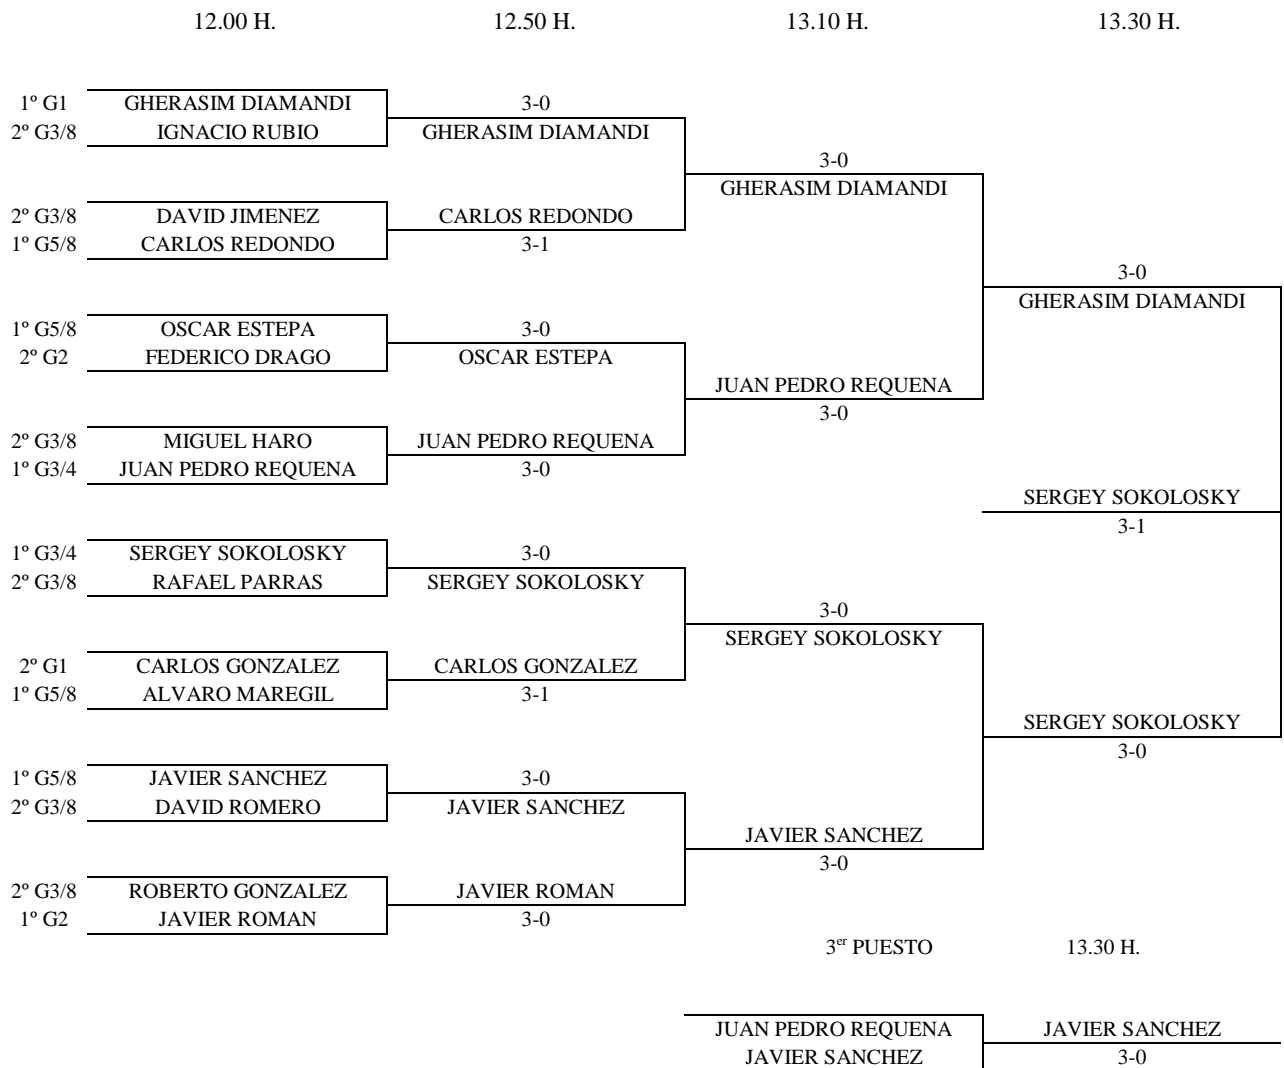 12.00 H. 12.50 H. 13.10 H. 13.30 H.
1º G1 GHERASIM DIAMANDI 3-0
2º G3/8 IGNACIO RUBIO GHERASIM DIAMANDI
3-0
GHERASIM DIAMANDI
2º G3/8 DAVID JIMENEZ CARLOS REDONDO
1º G5/8 CARLOS REDONDO 3-1
3-0
GHERASIM DIAMANDI
1º G5/8 OSCAR ESTEPA 3-0
2º G2 FEDERICO DRAGO OSCAR ESTEPA
JUAN PEDRO REQUENA
3-0
2º G3/8 MIGUEL HARO JUAN PEDRO REQUENA
1º G3/4 JUAN PEDRO REQUENA 3-0
SERGEY SOKOLOSKY
3-1
1º G3/4 SERGEY SOKOLOSKY 3-0
2º G3/8 RAFAEL PARRAS SERGEY SOKOLOSKY
3-0
SERGEY SOKOLOSKY
2º G1 CARLOS GONZALEZ CARLOS GONZALEZ
1º G5/8 ALVARO MAREGIL 3-1
SERGEY SOKOLOSKY
3-0
1º G5/8 JAVIER SANCHEZ 3-0
2º G3/8 DAVID ROMERO JAVIER SANCHEZ
JAVIER SANCHEZ
3-0
2º G3/8 ROBERTO GONZALEZ JAVIER ROMAN
1º G2 JAVIER ROMAN 3-0
3er PUESTO 13.30 H.
JUAN PEDRO REQUENA JAVIER SANCHEZ
JAVIER SANCHEZ 3-0